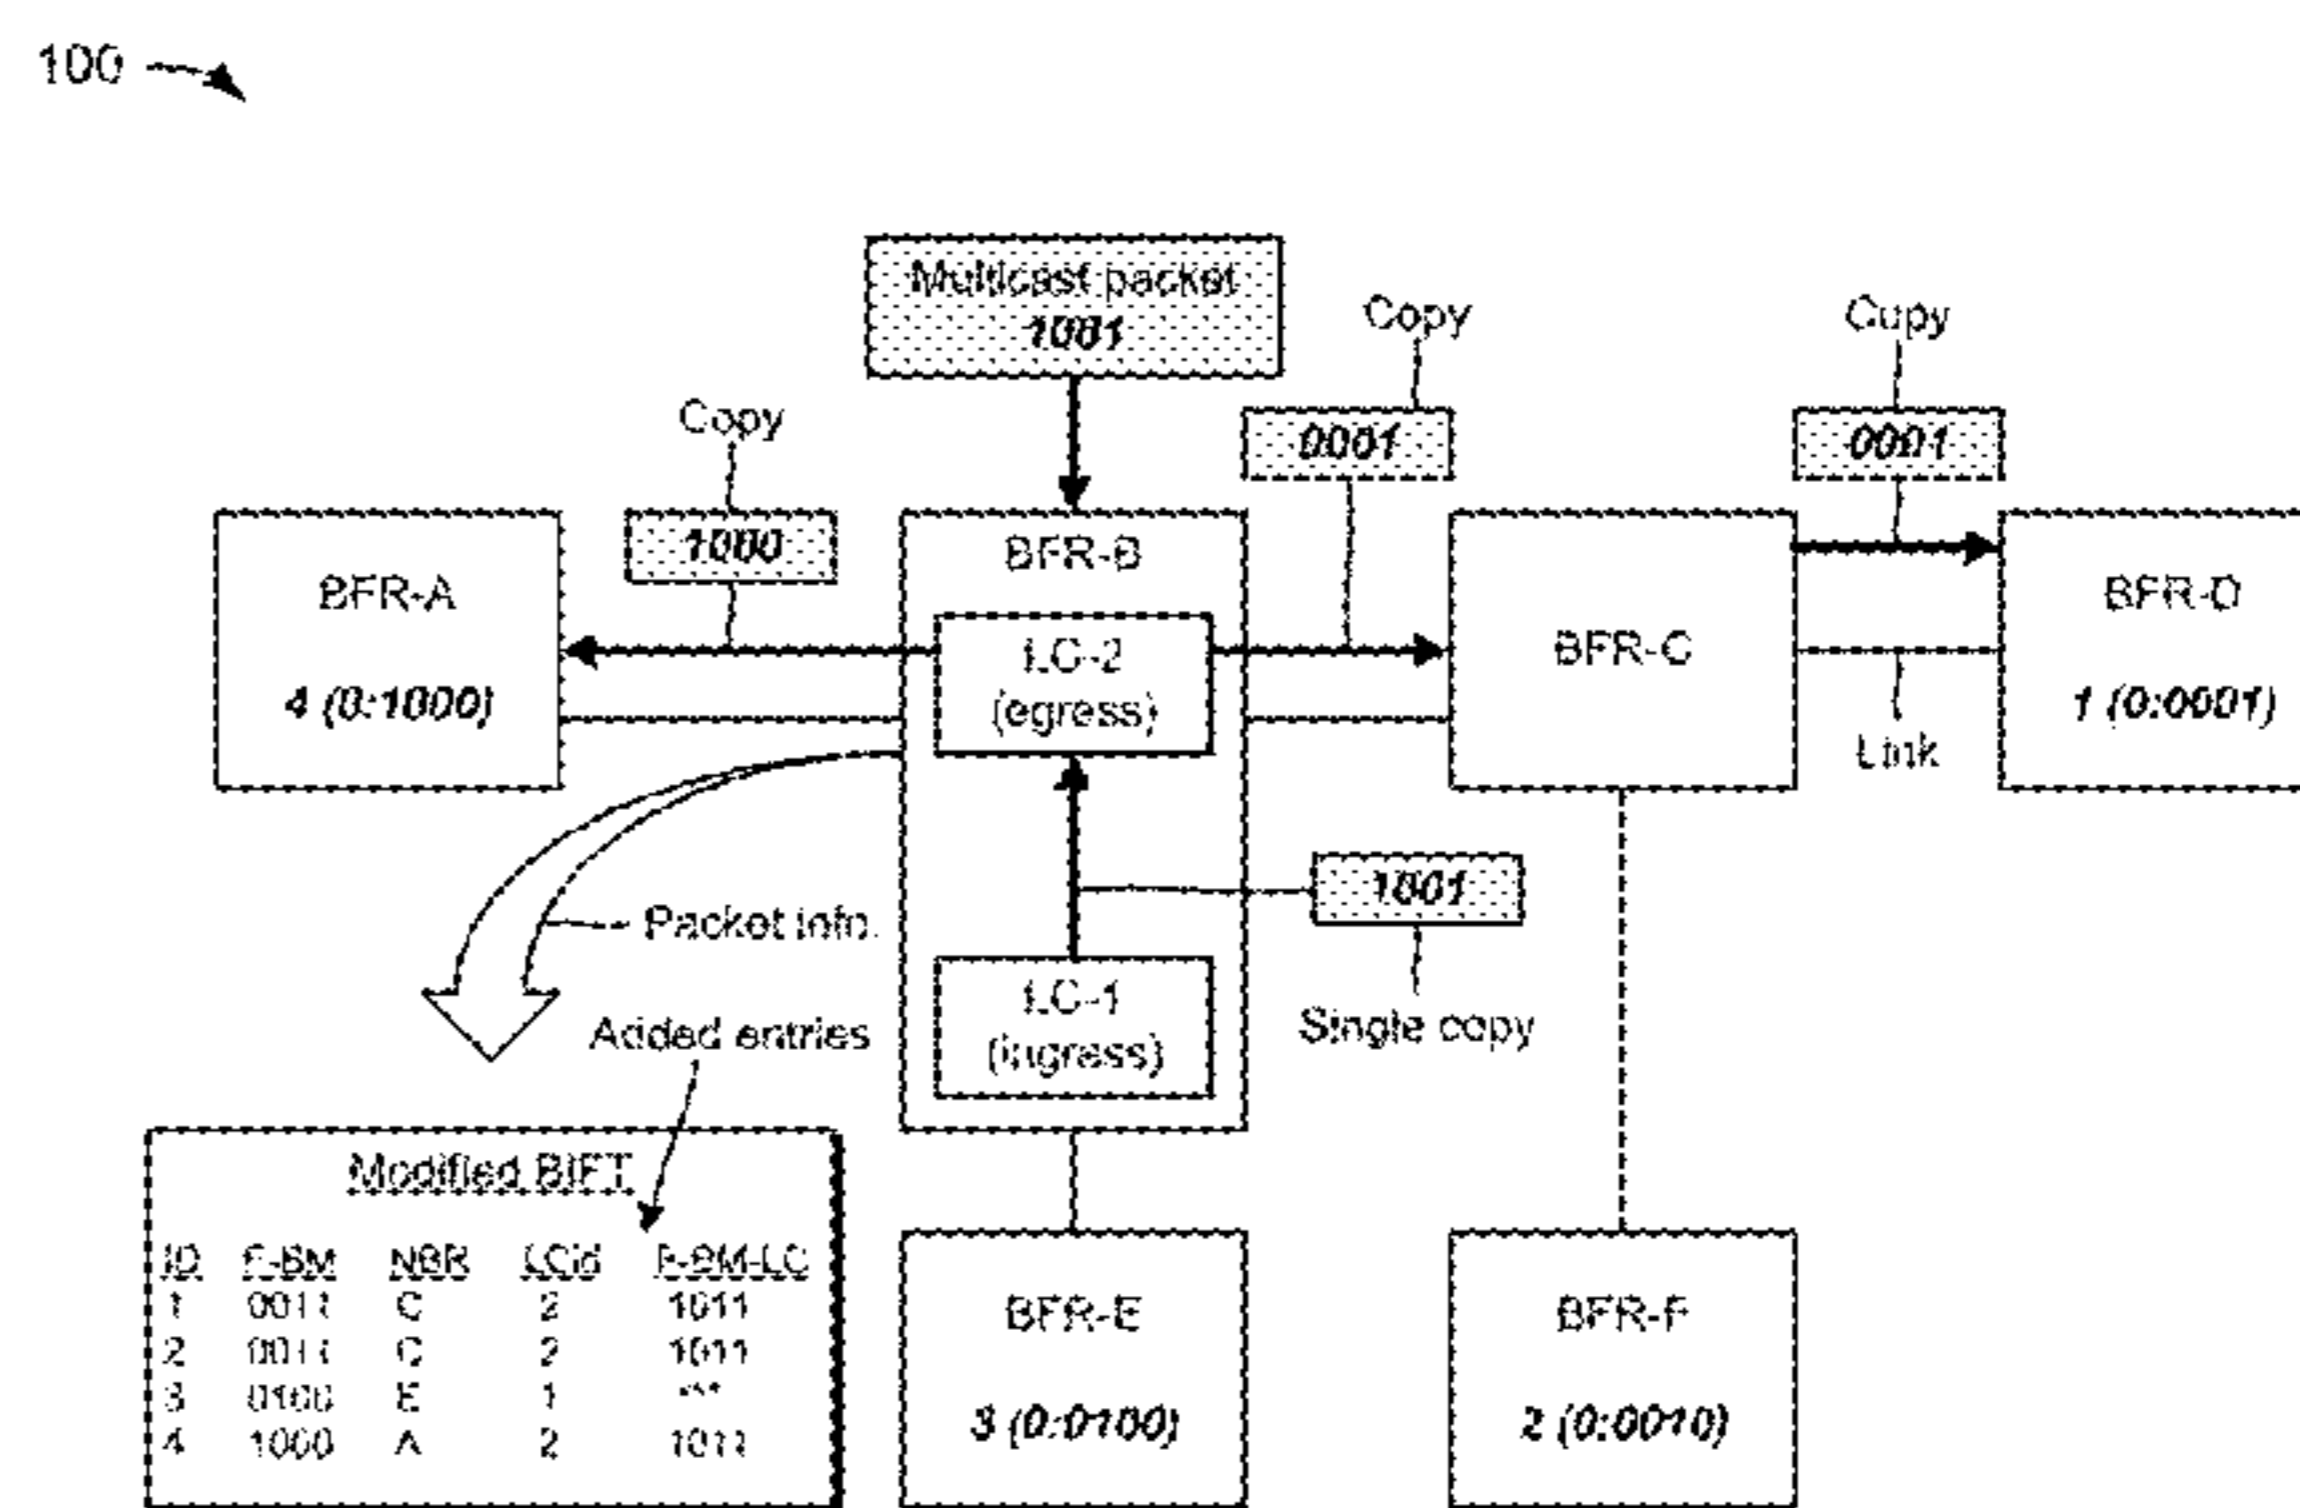 100
Multicast packet
1001
Copy
Copy
Copy
1000
0001
0001
BFR-A
4 (0:1000)
BFR-B
LC-2
(egress)
BFR-C
BFR-D
1 (0:0001)
Link
1001
Single copy
LC-1
(ingress)
Packet info.
Added entries
Modified BIFT
ID F-BM NBR LCid F-BM-LC
1 0011 C 2 1011
2 0011 C 2 1011
3 0100 E 1 ***
4 1000 A 2 1011
BFR-E
3 (0:0100)
BFR-F
2 (0:0010)